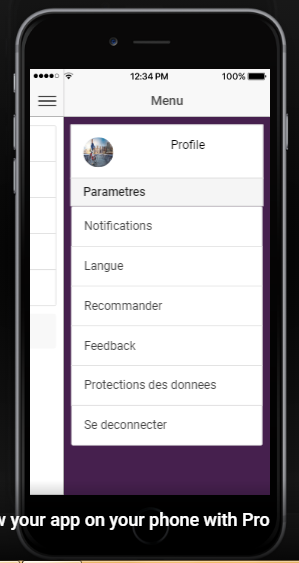 12:34 PM 100%
Menu
Profile
Parametres
Notifications
Langue
Recommander
Feedback
Protections des donnees
Se deconnecter
your app on your phone with Pro